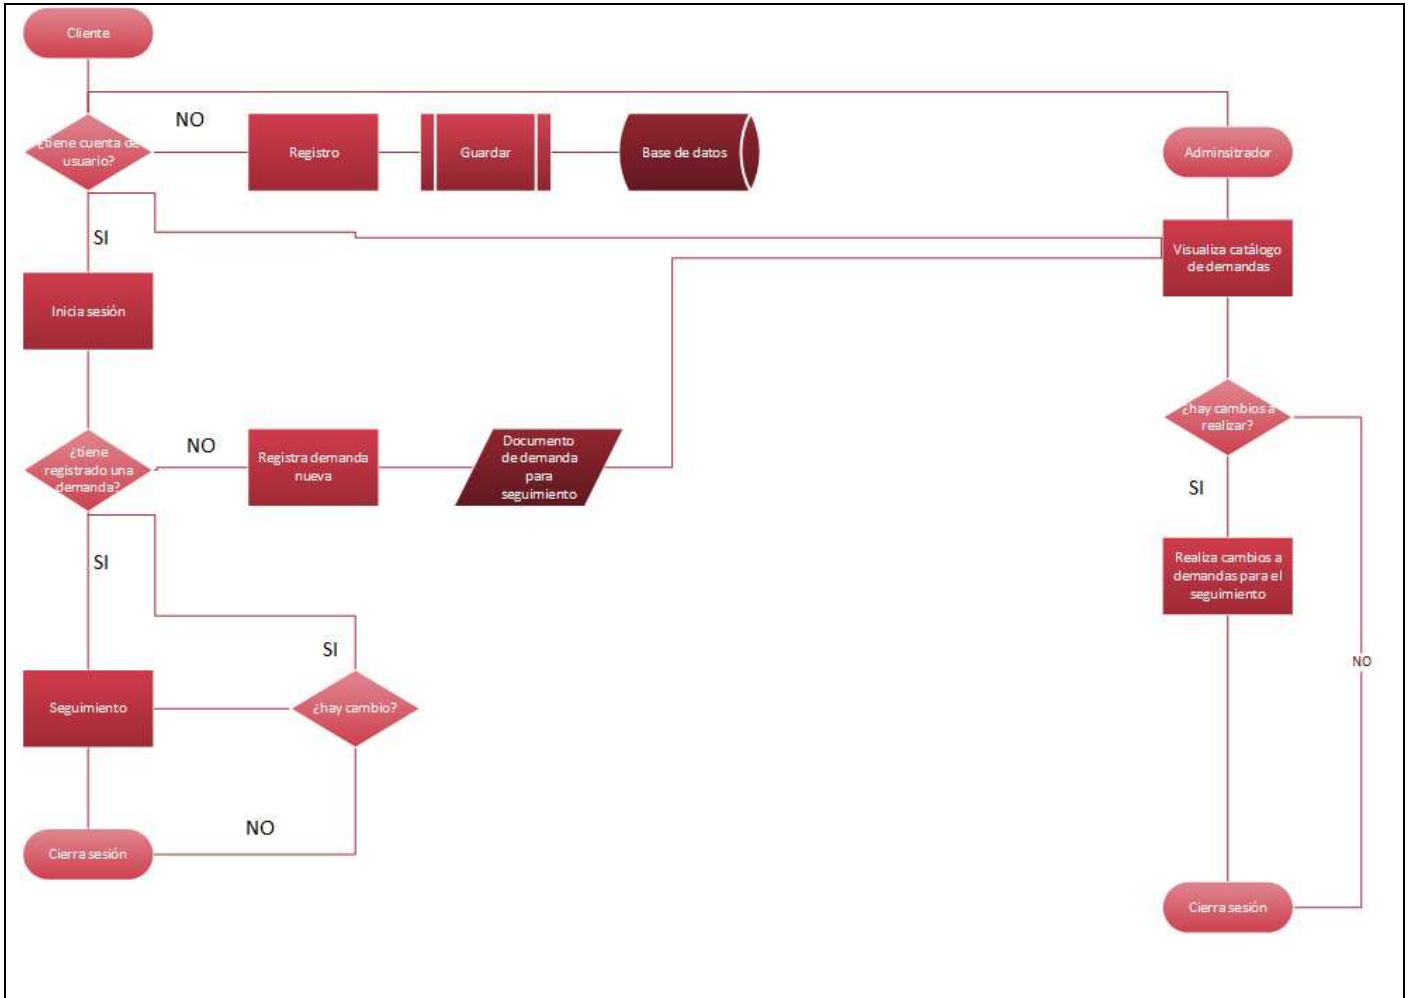 Cliente
NO
¿tiene cuenta de
usuario?
Registro
Guardar
Base de datos
Adminsitrador
SI
Visualiza catálogo
de demandas
Inicia sesión
¿hay cambios a
realizar?
¿tiene
registrado una
demanda?
NO
Registra demanda
nueva
Documento
de demanda
para
seguimiento
SI
SI
Realiza cambios a
demandas para el
seguimiento
SI
NO
Seguimiento
¿hay cambio?
NO
Cierra sesión
Cierra sesión